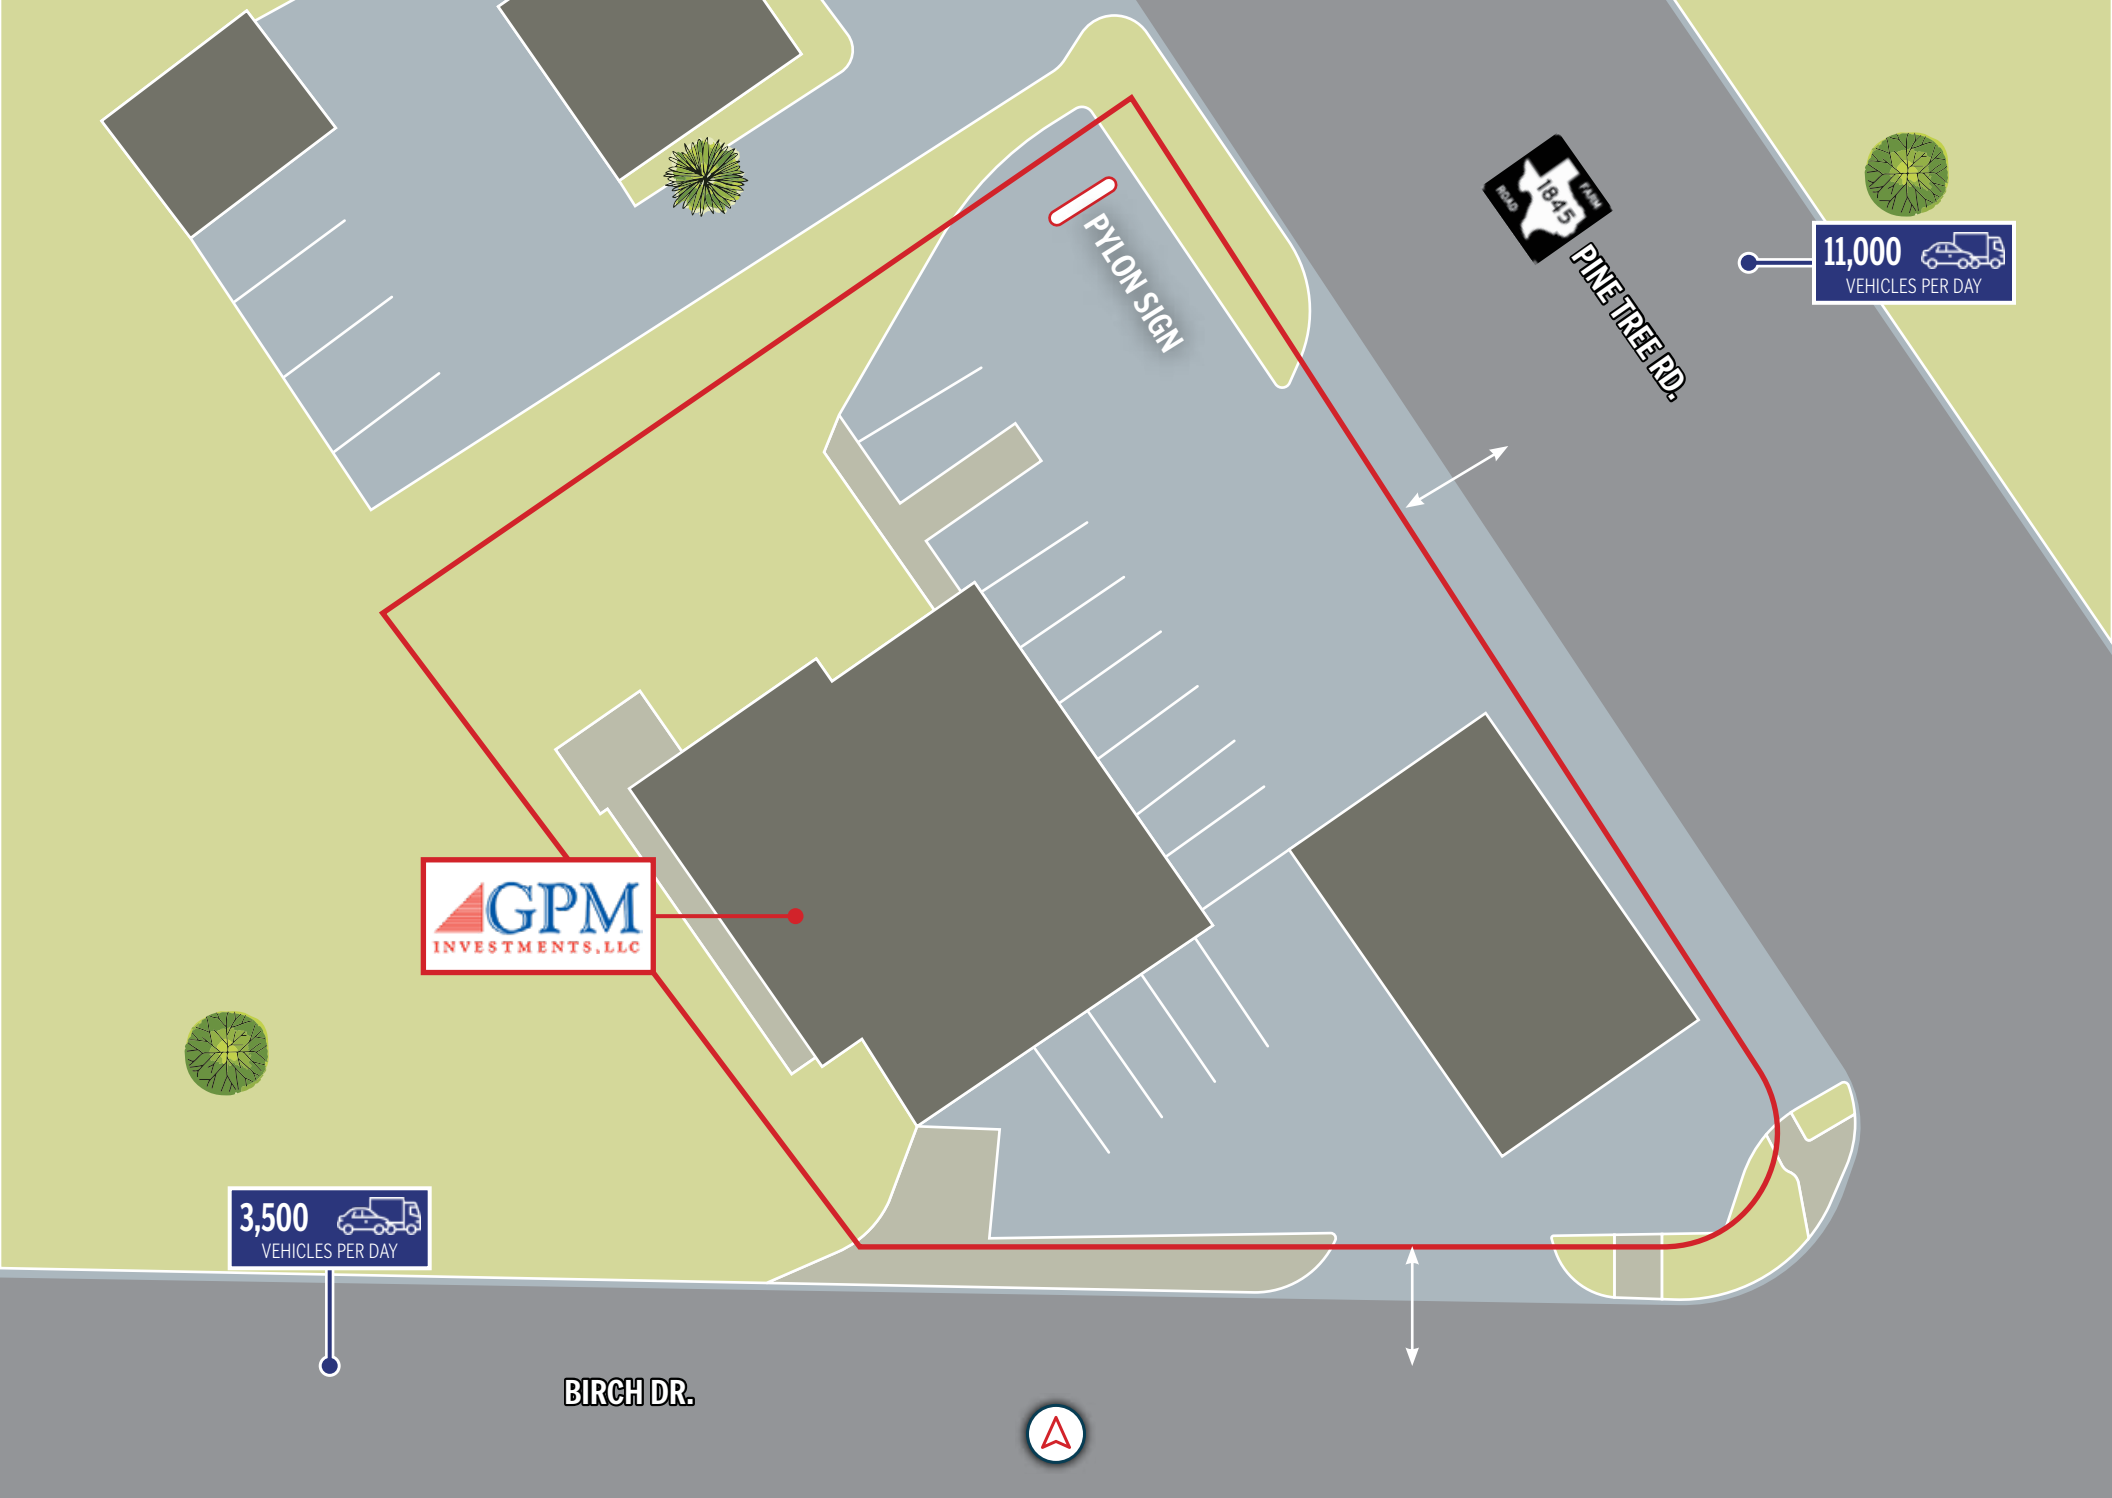 ROAD
1845
FARM
PINE TREE RD.
11,000
VEHICLES PER DAY
PYLON SIGN
GPM
INVESTMENTS, LLC
3,500
VEHICLES PER DAY
BIRCH DR.